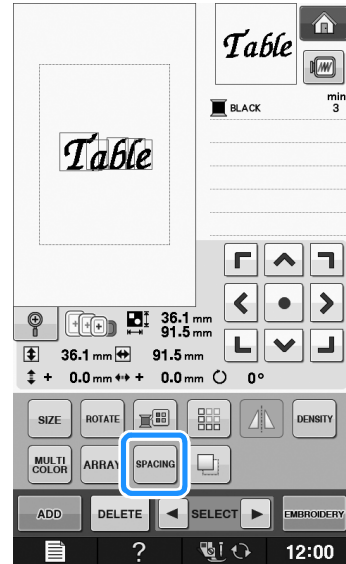 Table
Table
BLACK
min
3
36.1 mm
91.5 mm
36.1 mm
91.5 mm
+ 0.0 mm
+ 0.0 mm
0°
SIZE
ROTATE
DENSITY
MULTI
COLOR
ARRAY
SPACING
ADD
DELETE
SELECT
EMBROIDERY
?
12:00